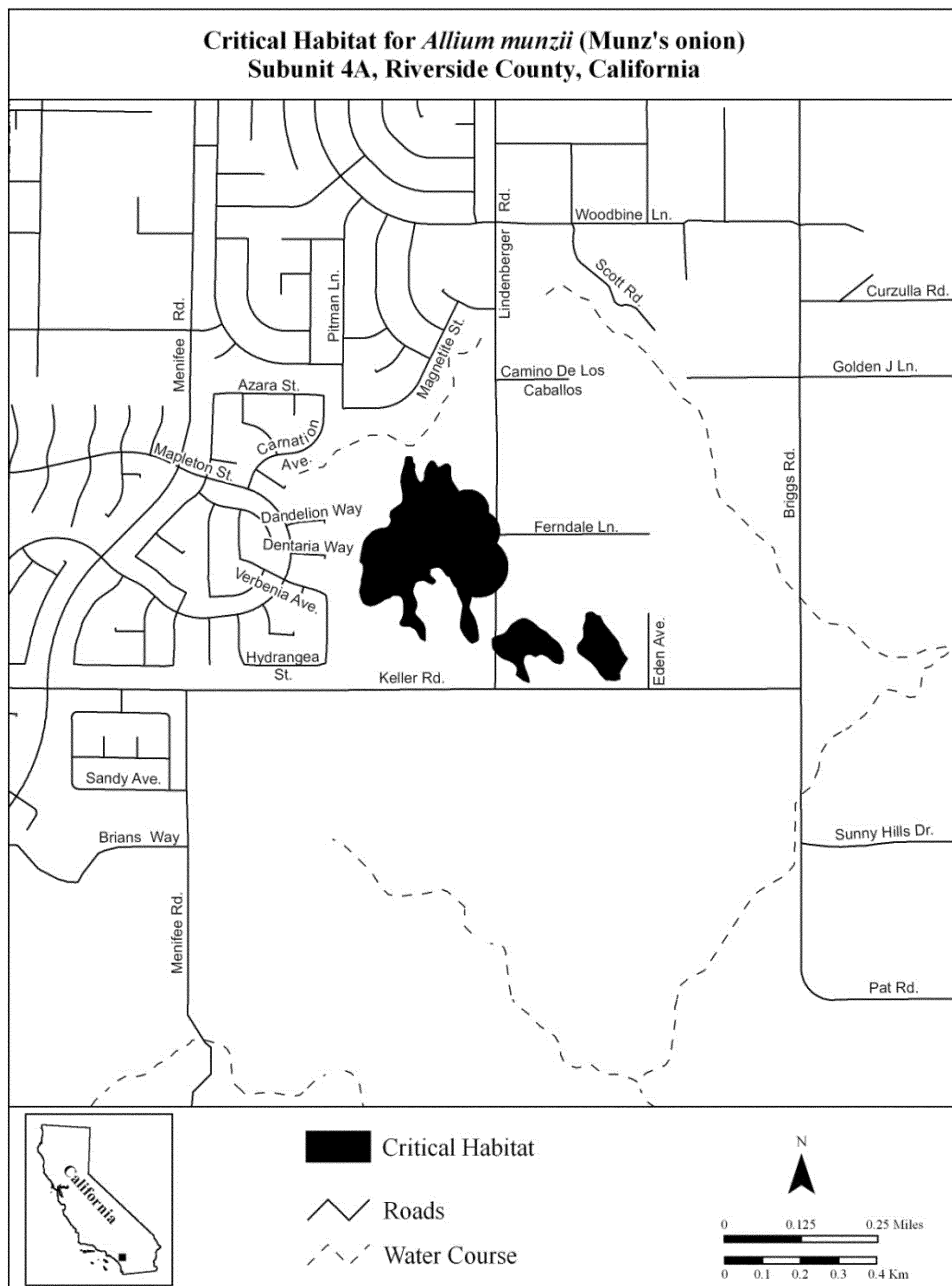 Critical Habitat for Allium munzii (Munz's onion)
Subunit 4A, Riverside County, California
Woodbine Ln.
Lindenberger Rd.
Scott Rd.
Curzulla Rd.
Menifee Rd.
Pitman Ln.
Magnetite St.
Camino De Los
Caballos
Golden J Ln.
Azara St.
Carnation
Ave.
Mapleton St.
Briggs Rd.
Dandelion Way
Ferndale Ln.
Dentaria Way
Verbenia Ave.
Hydrangea
St.
Keller Rd.
Eden Ave.
Sandy Ave.
Brians Way
Sunny Hills Dr.
Menifee Rd.
Pat Rd.
California
Critical Habitat
Roads
Water Course
N
0 0.125 0.25 Miles
0 0.1 0.2 0.3 0.4 Km